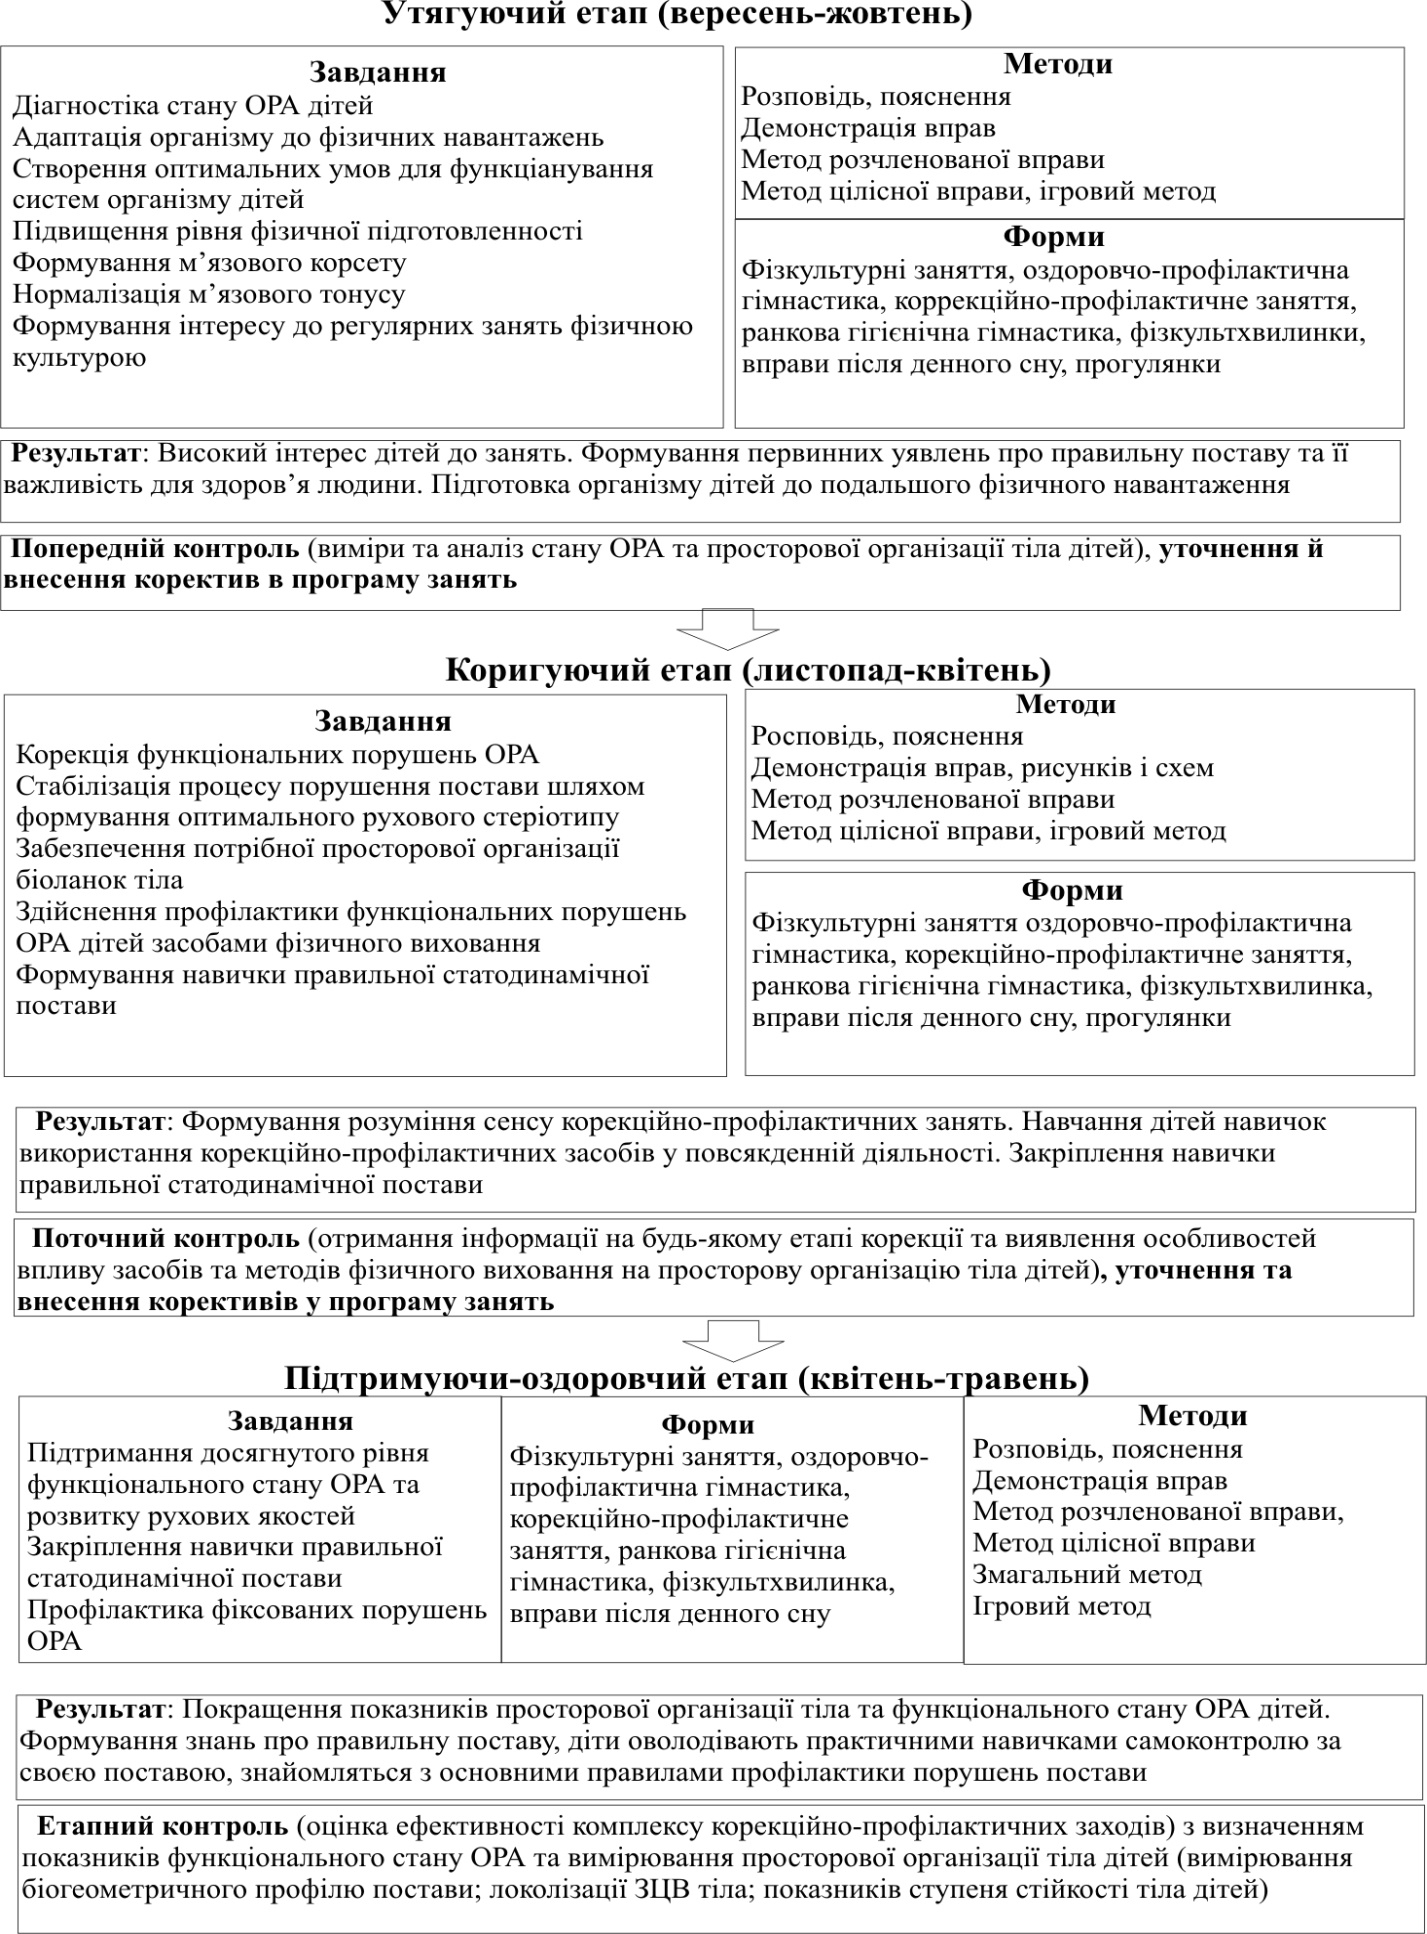 Утягуючий етап (вересень-жовтень)
Завдання
Діагностіка стану ОРА дітей
Адаптація організму до фізичних навантажень
Створення оптимальних умов для функціанування
систем організму дітей
Підвищення рівня фізичної підготовленності
Формування м’язового корсету
Нормалізація м’язового тонусу
Формування інтересу до регулярних занять фізичною
культурою
Методи
Розповідь, пояснення
Демонстрація вправ
Метод розчленованої вправи
Метод цілісної вправи, ігровий метод
Форми
Фізкультурні заняття, оздоровчо-профілактична
гімнастика, коррекційно-профілактичне заняття,
ранкова гігієнічна гімнастика, фізкультхвилинки,
вправи після денного сну, прогулянки
Результат: Високий інтерес дітей до занять. Формування первинних уявлень про правильну поставу та її
важливість для здоров’я людини. Підготовка організму дітей до подальшого фізичного навантаження
Попередній контроль (виміри та аналіз стану ОРА та просторової організації тіла дітей), уточнення й
внесення коректив в програму занять
Коригуючий етап (листопад-квітень)
Завдання
Корекція функціональних порушень ОРА
Стабілізація процесу порушення постави шляхом
формування оптимального рухового стеріотипу
Забезпечення потрібної просторової організації
біоланок тіла
Здійснення профілактики функціональних порушень
ОРА дітей засобами фізичного виховання
Формування навички правильної статодинамічної
постави
Методи
Росповідь, пояснення
Демонстрація вправ, рисунків і схем
Метод розчленованої вправи
Метод цілісної вправи, ігровий метод
Форми
Фізкультурні заняття оздоровчо-профілактична
гімнастика, корекційно-профілактичне заняття,
ранкова гігієнічна гімнастика, фізкультхвилинка,
вправи після денного сну, прогулянки
Результат: Формування розуміння сенсу корекційно-профілактичних занять. Навчання дітей навичок
використання корекційно-профілактичних засобів у повсякденній діяльності. Закріплення навички
правильної статодинамічної постави
Поточний контроль (отримання інформації на будь-якому етапі корекції та виявлення особливостей
впливу засобів та методів фізичного виховання на просторову організацію тіла дітей), уточнення та
внесення корективів у програму занять
Підтримуючи-оздоровчий етап (квітень-травень)
Завдання
Підтримання досягнутого рівня
функціонального стану ОРА та
розвитку рухових якостей
Закріплення навички правильної
статодинамічної постави
Профілактика фіксованих порушень
ОРА
Форми
Фізкультурні заняття, оздоровчо-
профілактична гімнастика,
корекційно-профілактичне
заняття, ранкова гігієнічна
гімнастика, фізкультхвилинка,
вправи після денного сну
Методи
Розповідь, пояснення
Демонстрація вправ
Метод розчленованої вправи,
Метод цілісної вправи
Змагальний метод
Ігровий метод
Результат: Покращення показників просторової організації тіла та функціонального стану ОРА дітей.
Формування знань про правильну поставу, діти оволодівають практичними навичками самоконтролю за
своєю поставою, знайомляться з основними правилами профілактики порушень постави
Етапний контроль (оцінка ефективності комплексу корекційно-профілактичних заходів) з визначенням
показників функціонального стану ОРА та вимірювання просторової організації тіла дітей (вимірювання
біогеометричного профілю постави; локолізації ЗЦВ тіла; показників ступеня стійкості тіла дітей)